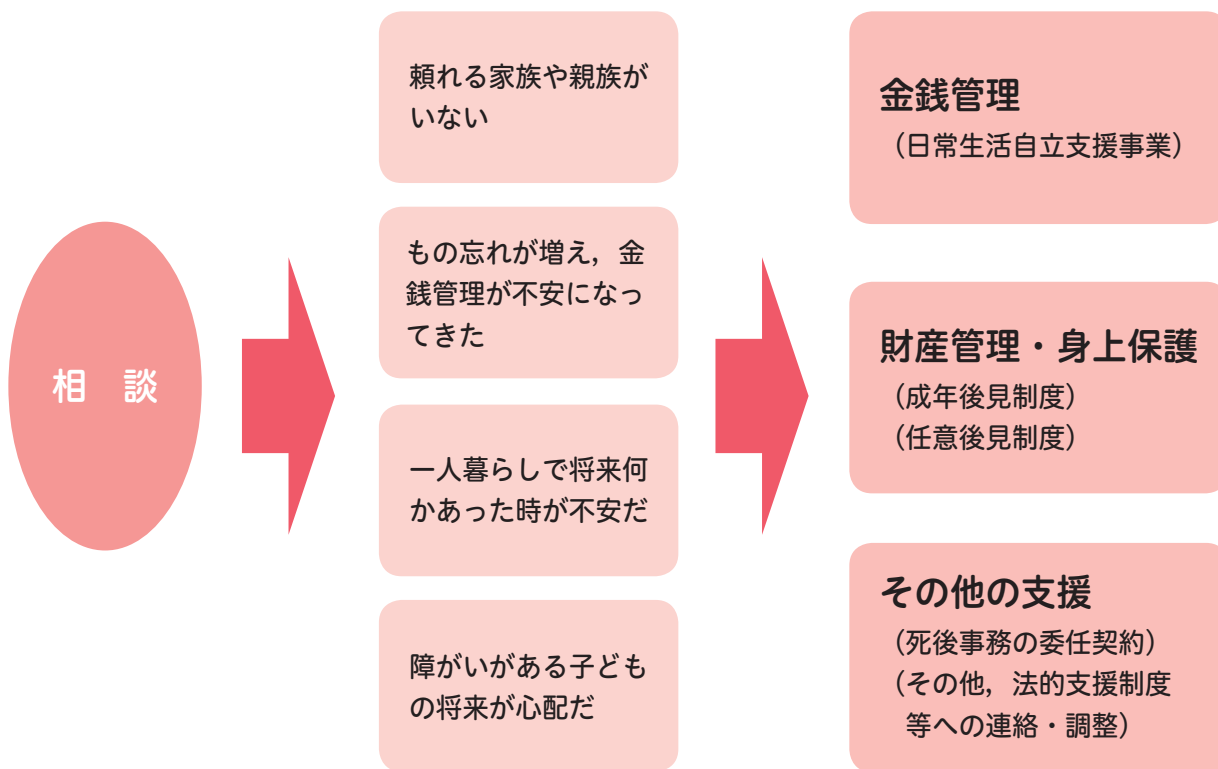 相　談
頼れる家族や親族が
いない
もの忘れが増え，金
銭管理が不安になっ
てきた
一人暮らしで将来何
かあった時が不安だ
障がいがある子ども
の将来が心配だ
金銭管理
（日常生活自立支援事業）
財産管理・身上保護
（成年後見制度）
（任意後見制度）
その他の支援
（死後事務の委任契約）
（その他，法的支援制度
等への連絡・調整）